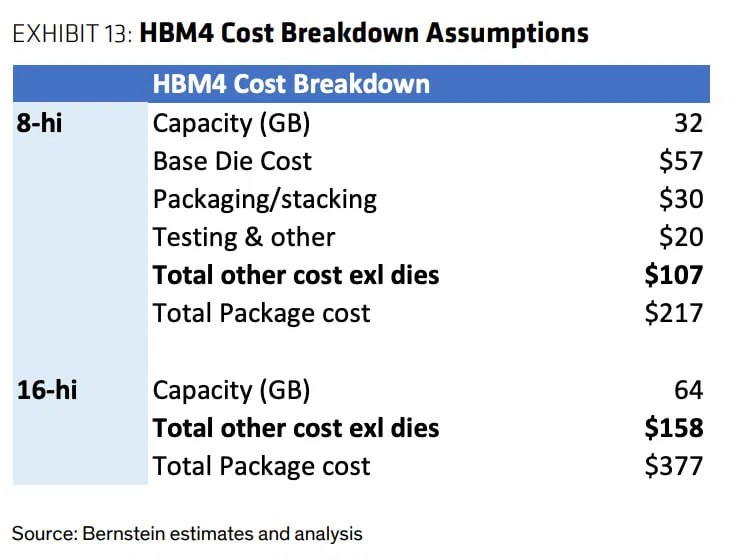 EXHIBIT 13: HBM4 Cost Breakdown Assumptions
HBM4 Cost Breakdown
8-hi Capacity (GB) 32
Base Die Cost $57
Packaging/stacking $30
Testing & other $20
Total other cost exl dies $107
Total Package cost $217
16-hi Capacity (GB) 64
Total other cost exl dies $158
Total Package cost $377
Source: Bernstein estimates and analysis